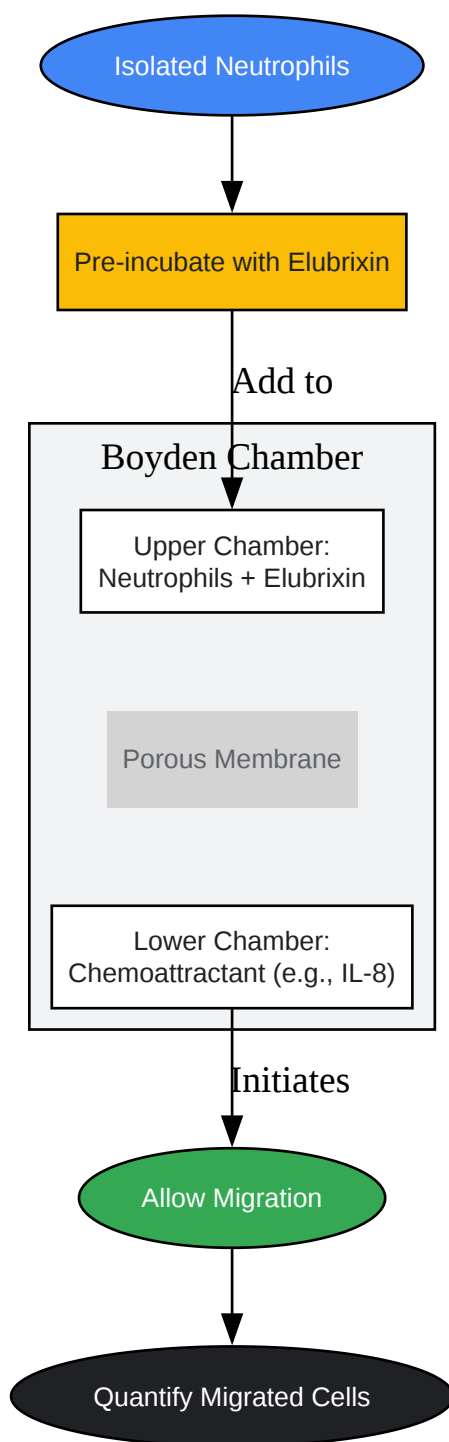 Isolated Neutrophils
Pre-incubate with Elubrixin
Add to
Boyden Chamber
Upper Chamber:
Neutrophils + Elubrixin
Porous Membrane
Lower Chamber:
Chemoattractant (e.g., IL-8)
Initiates
Allow Migration
Quantify Migrated Cells